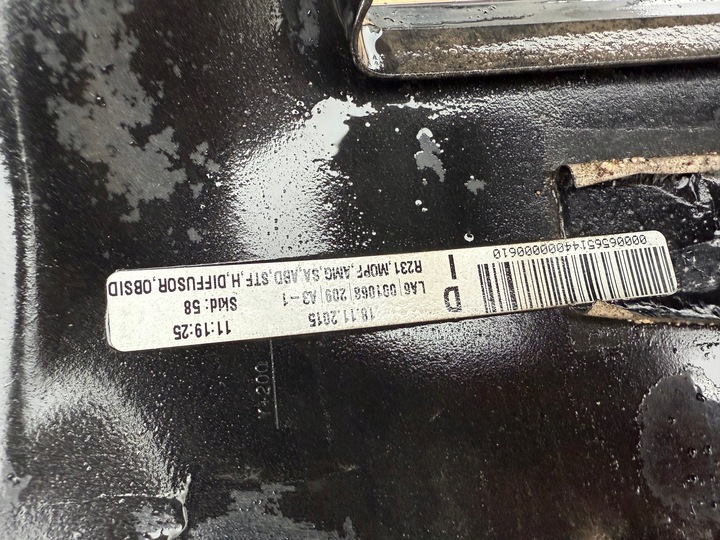 0000656514400000000610
D
I
18.11.2015
11:19:25
LA6|001068|209|A3-1
Skid: 58
R231,MOPF,AMG,SA,ABD,STF,H,DIFFUSOR,OBSID